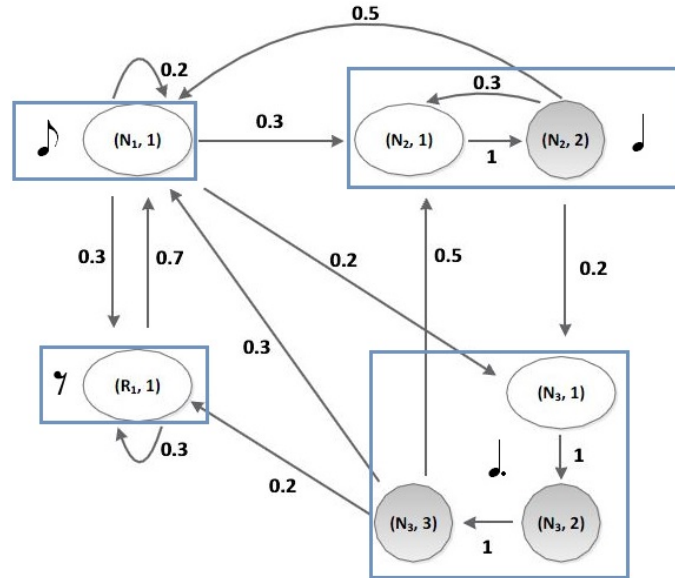 0.5
0.2
0.3
(N₁, 1)
0.3
(N₂, 1)
1
(N₂, 2)
0.3
0.7
0.2
0.5
0.2
0.3
(R₁, 1)
(N₃, 1)
0.3
1
0.2
(N₃, 3)
1
(N₃, 2)